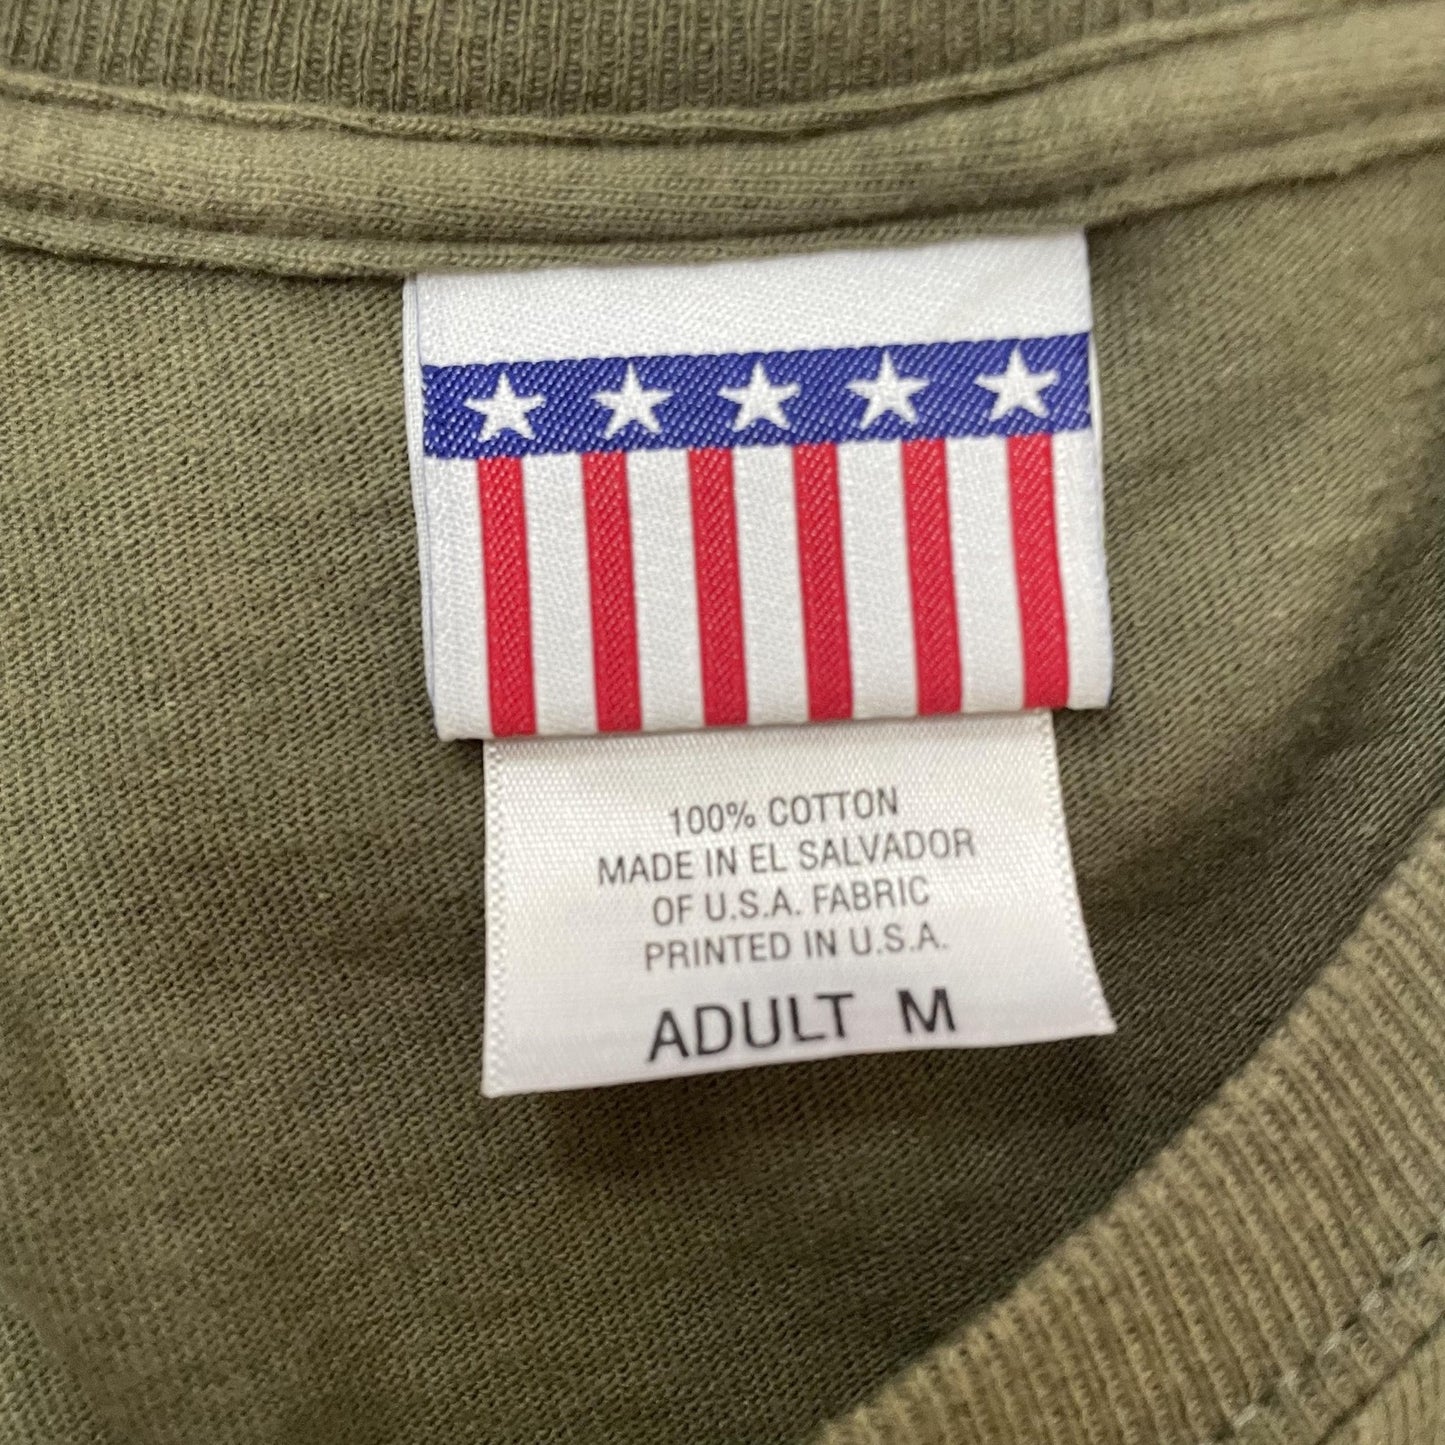 100% COTTON
MADE IN EL SALVADOR
OF U.S.A. FABRIC
PRINTED IN U.S.A.
ADULT M